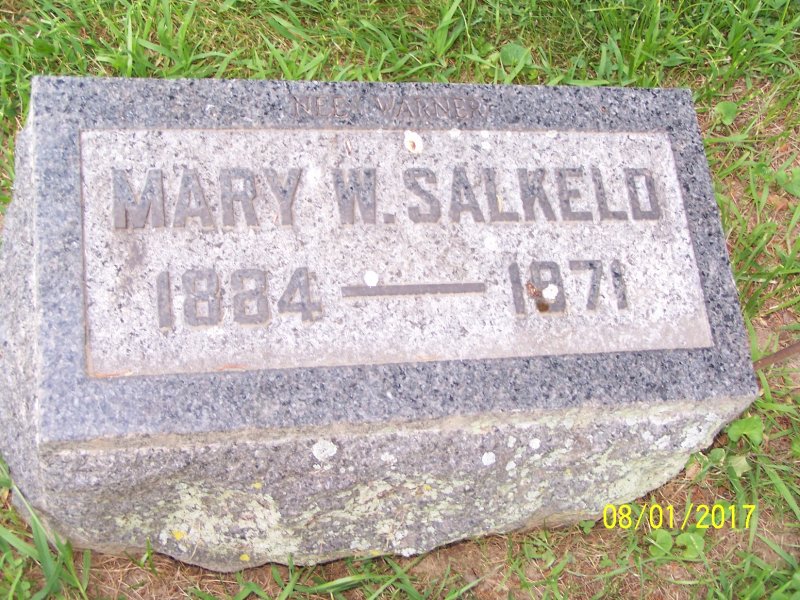 NEE WARNER
MARY W. SALKELD
1884 — 1971
08/01/2017